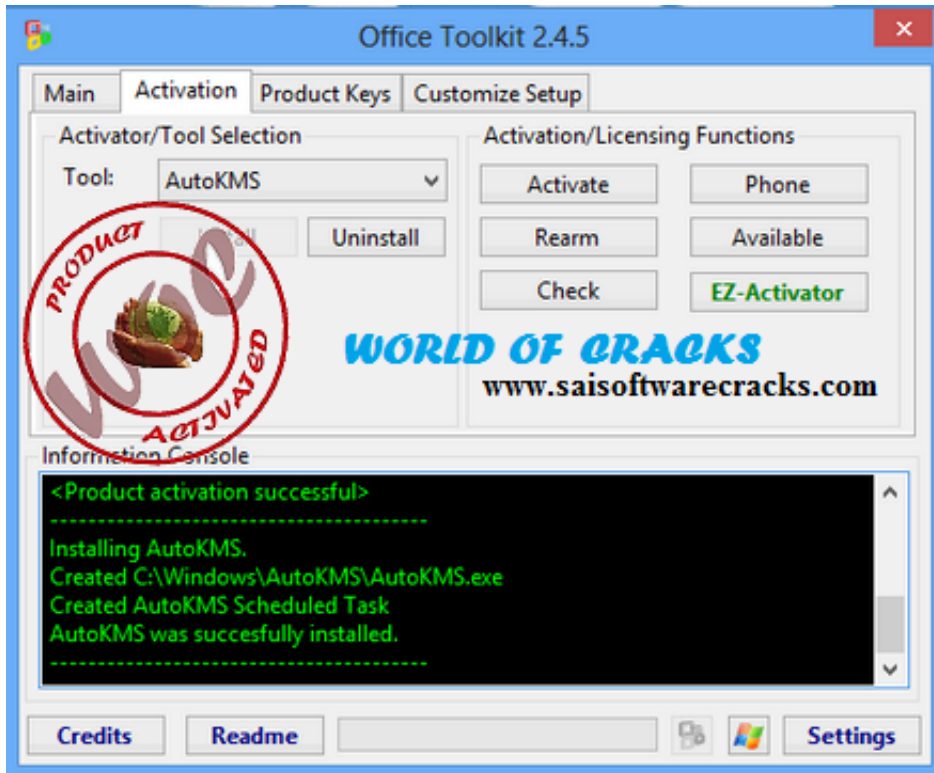 Office Toolkit 2.4.5
Main Activation Product Keys Customize Setup
Activator/Tool Selection
Tool: AutoKMS
Uninstall
Activation/Licensing Functions
Activate Phone
Rearm Available
Check EZ-Activator
PRODUCT
woc
ACTIVATED
WORLD OF CRACKS
www.saisoftwarecracks.com
Information Console
<Product activation successful>
----------------------------------------
Installing AutoKMS.
Created C:\Windows\AutoKMS\AutoKMS.exe
Created AutoKMS Scheduled Task
AutoKMS was succesfully installed.
----------------------------------------
Credits Readme Settings